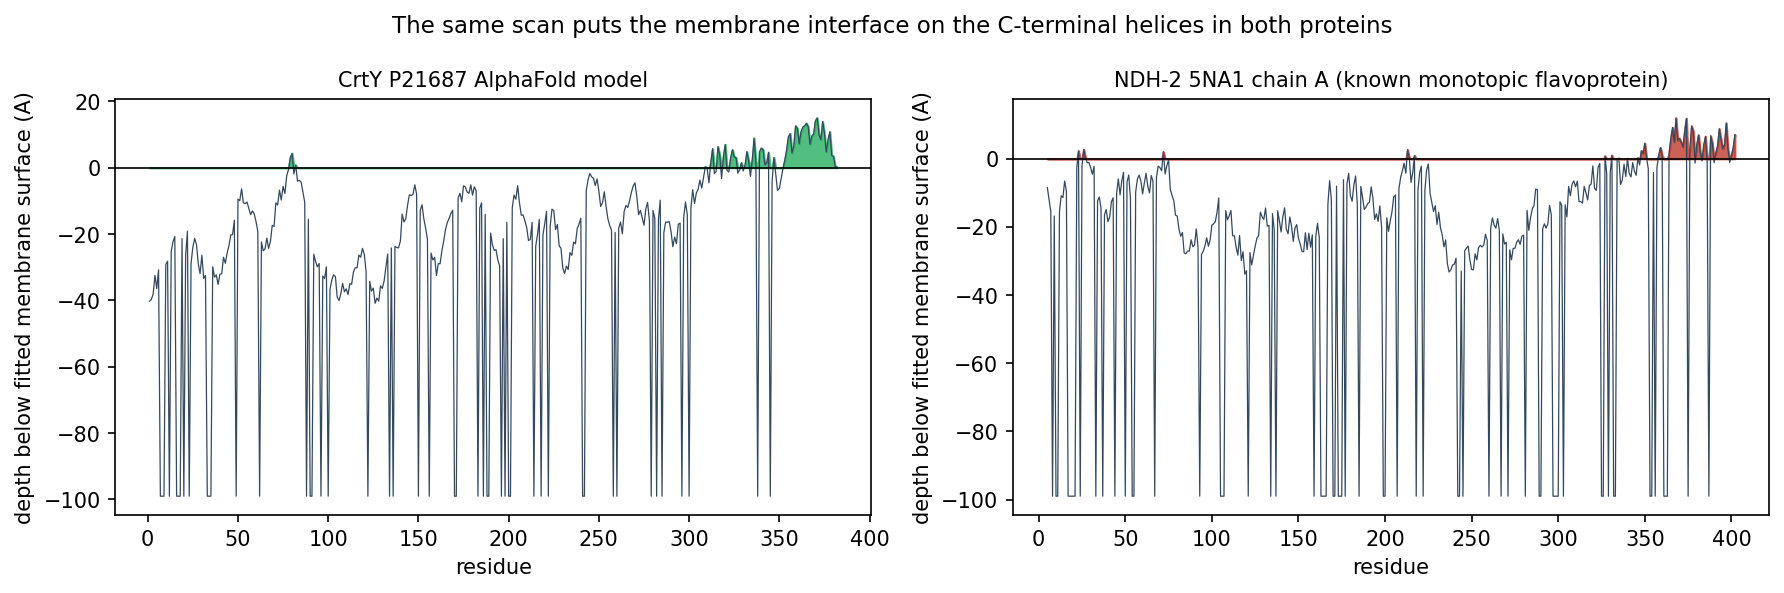 The same scan puts the membrane interface on the C-terminal helices in both proteins
CrtY P21687 AlphaFold model
depth below fitted membrane surface (A)
20
0
−20
−40
−60
−80
−100
0 50 100 150 200 250 300 350 400
residue
NDH-2 5NA1 chain A (known monotopic flavoprotein)
depth below fitted membrane surface (A)
0
−20
−40
−60
−80
−100
0 50 100 150 200 250 300 350 400
residue